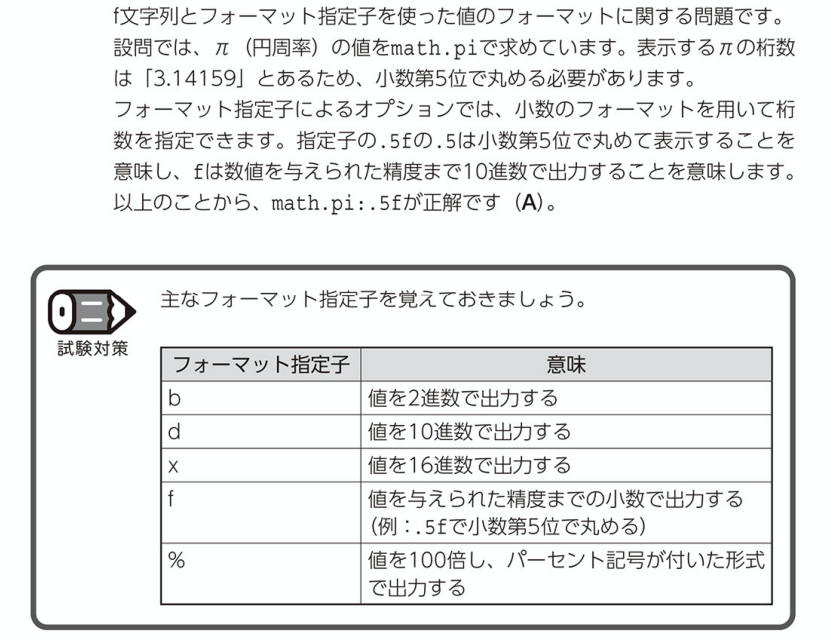 f文字列とフォーマット指定子を使った値のフォーマットに関する問題です。
設問では、π（円周率）の値をmath.piで求めています。表示するπの桁数
は「3.14159」とあるため、小数第5位で丸める必要があります。
フォーマット指定子によるオプションでは、小数のフォーマットを用いて桁
数を指定できます。指定子の.5fの.5は小数第5位で丸めて表示することを
意味し、fは数値を与えられた精度まで10進数で出力することを意味します。
以上のことから、math.pi:.5fが正解です（A）。
主なフォーマット指定子を覚えておきましょう。
試験対策
フォーマット指定子 意味
b 値を2進数で出力する
d 値を10進数で出力する
x 値を16進数で出力する
f 値を与えられた精度までの小数で出力する
（例：.5fで小数第5位で丸める）
% 値を100倍し、パーセント記号が付いた形式
で出力する